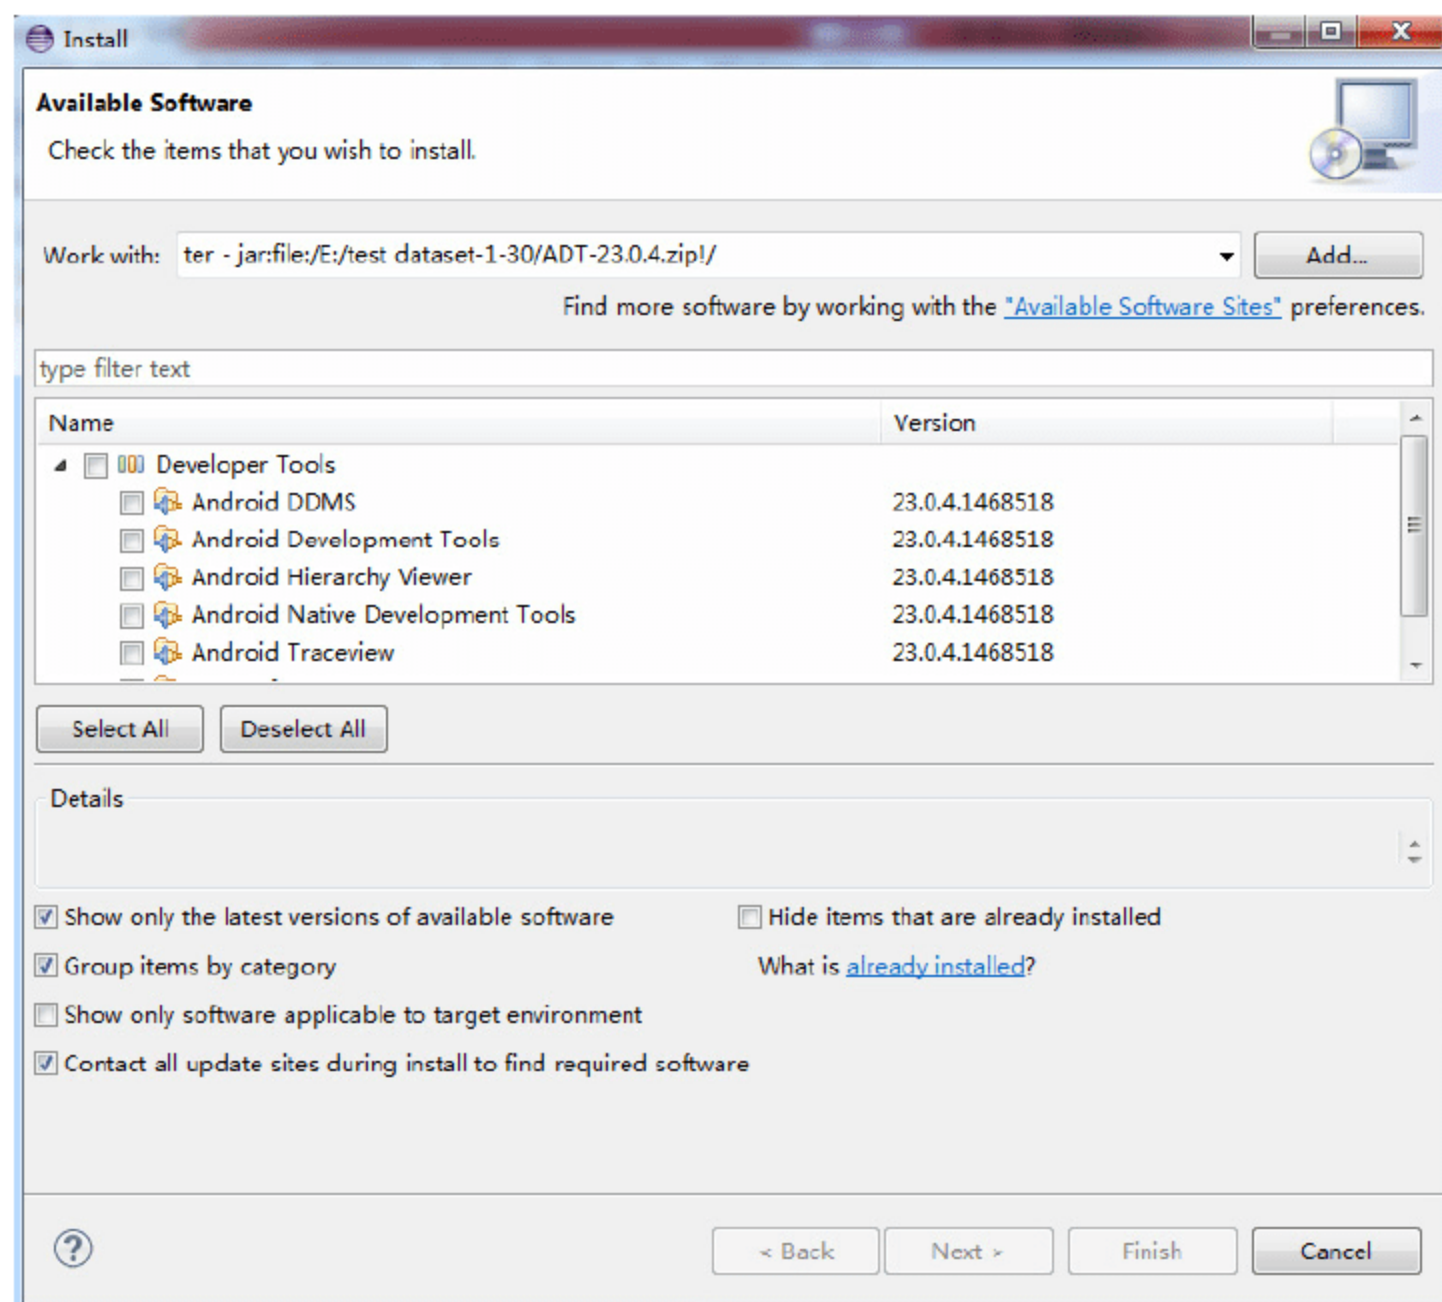 Install
Available Software
Check the items that you wish to install.
Work with: ter - jar:file:/E:/test dataset-1-30/ADT-23.0.4.zip!/ Add...
Find more software by working with the "Available Software Sites" preferences.
type filter text
Name Version
Developer Tools
Android DDMS 23.0.4.1468518
Android Development Tools 23.0.4.1468518
Android Hierarchy Viewer 23.0.4.1468518
Android Native Development Tools 23.0.4.1468518
Android Traceview 23.0.4.1468518
Select All Deselect All
Details
Show only the latest versions of available software Hide items that are already installed
Group items by category What is already installed?
Show only software applicable to target environment
Contact all update sites during install to find required software
? < Back Next > Finish Cancel